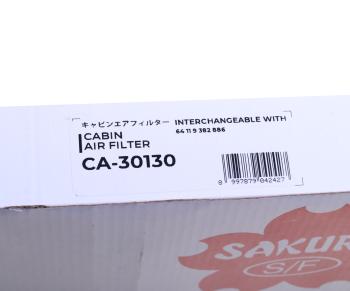 キャビンエアフィルター INTERCHANGEABLE WITH
64 11 9 382 886
CABIN
AIR FILTER
CA-30130
8 997879 042427
SAKUR
S/F